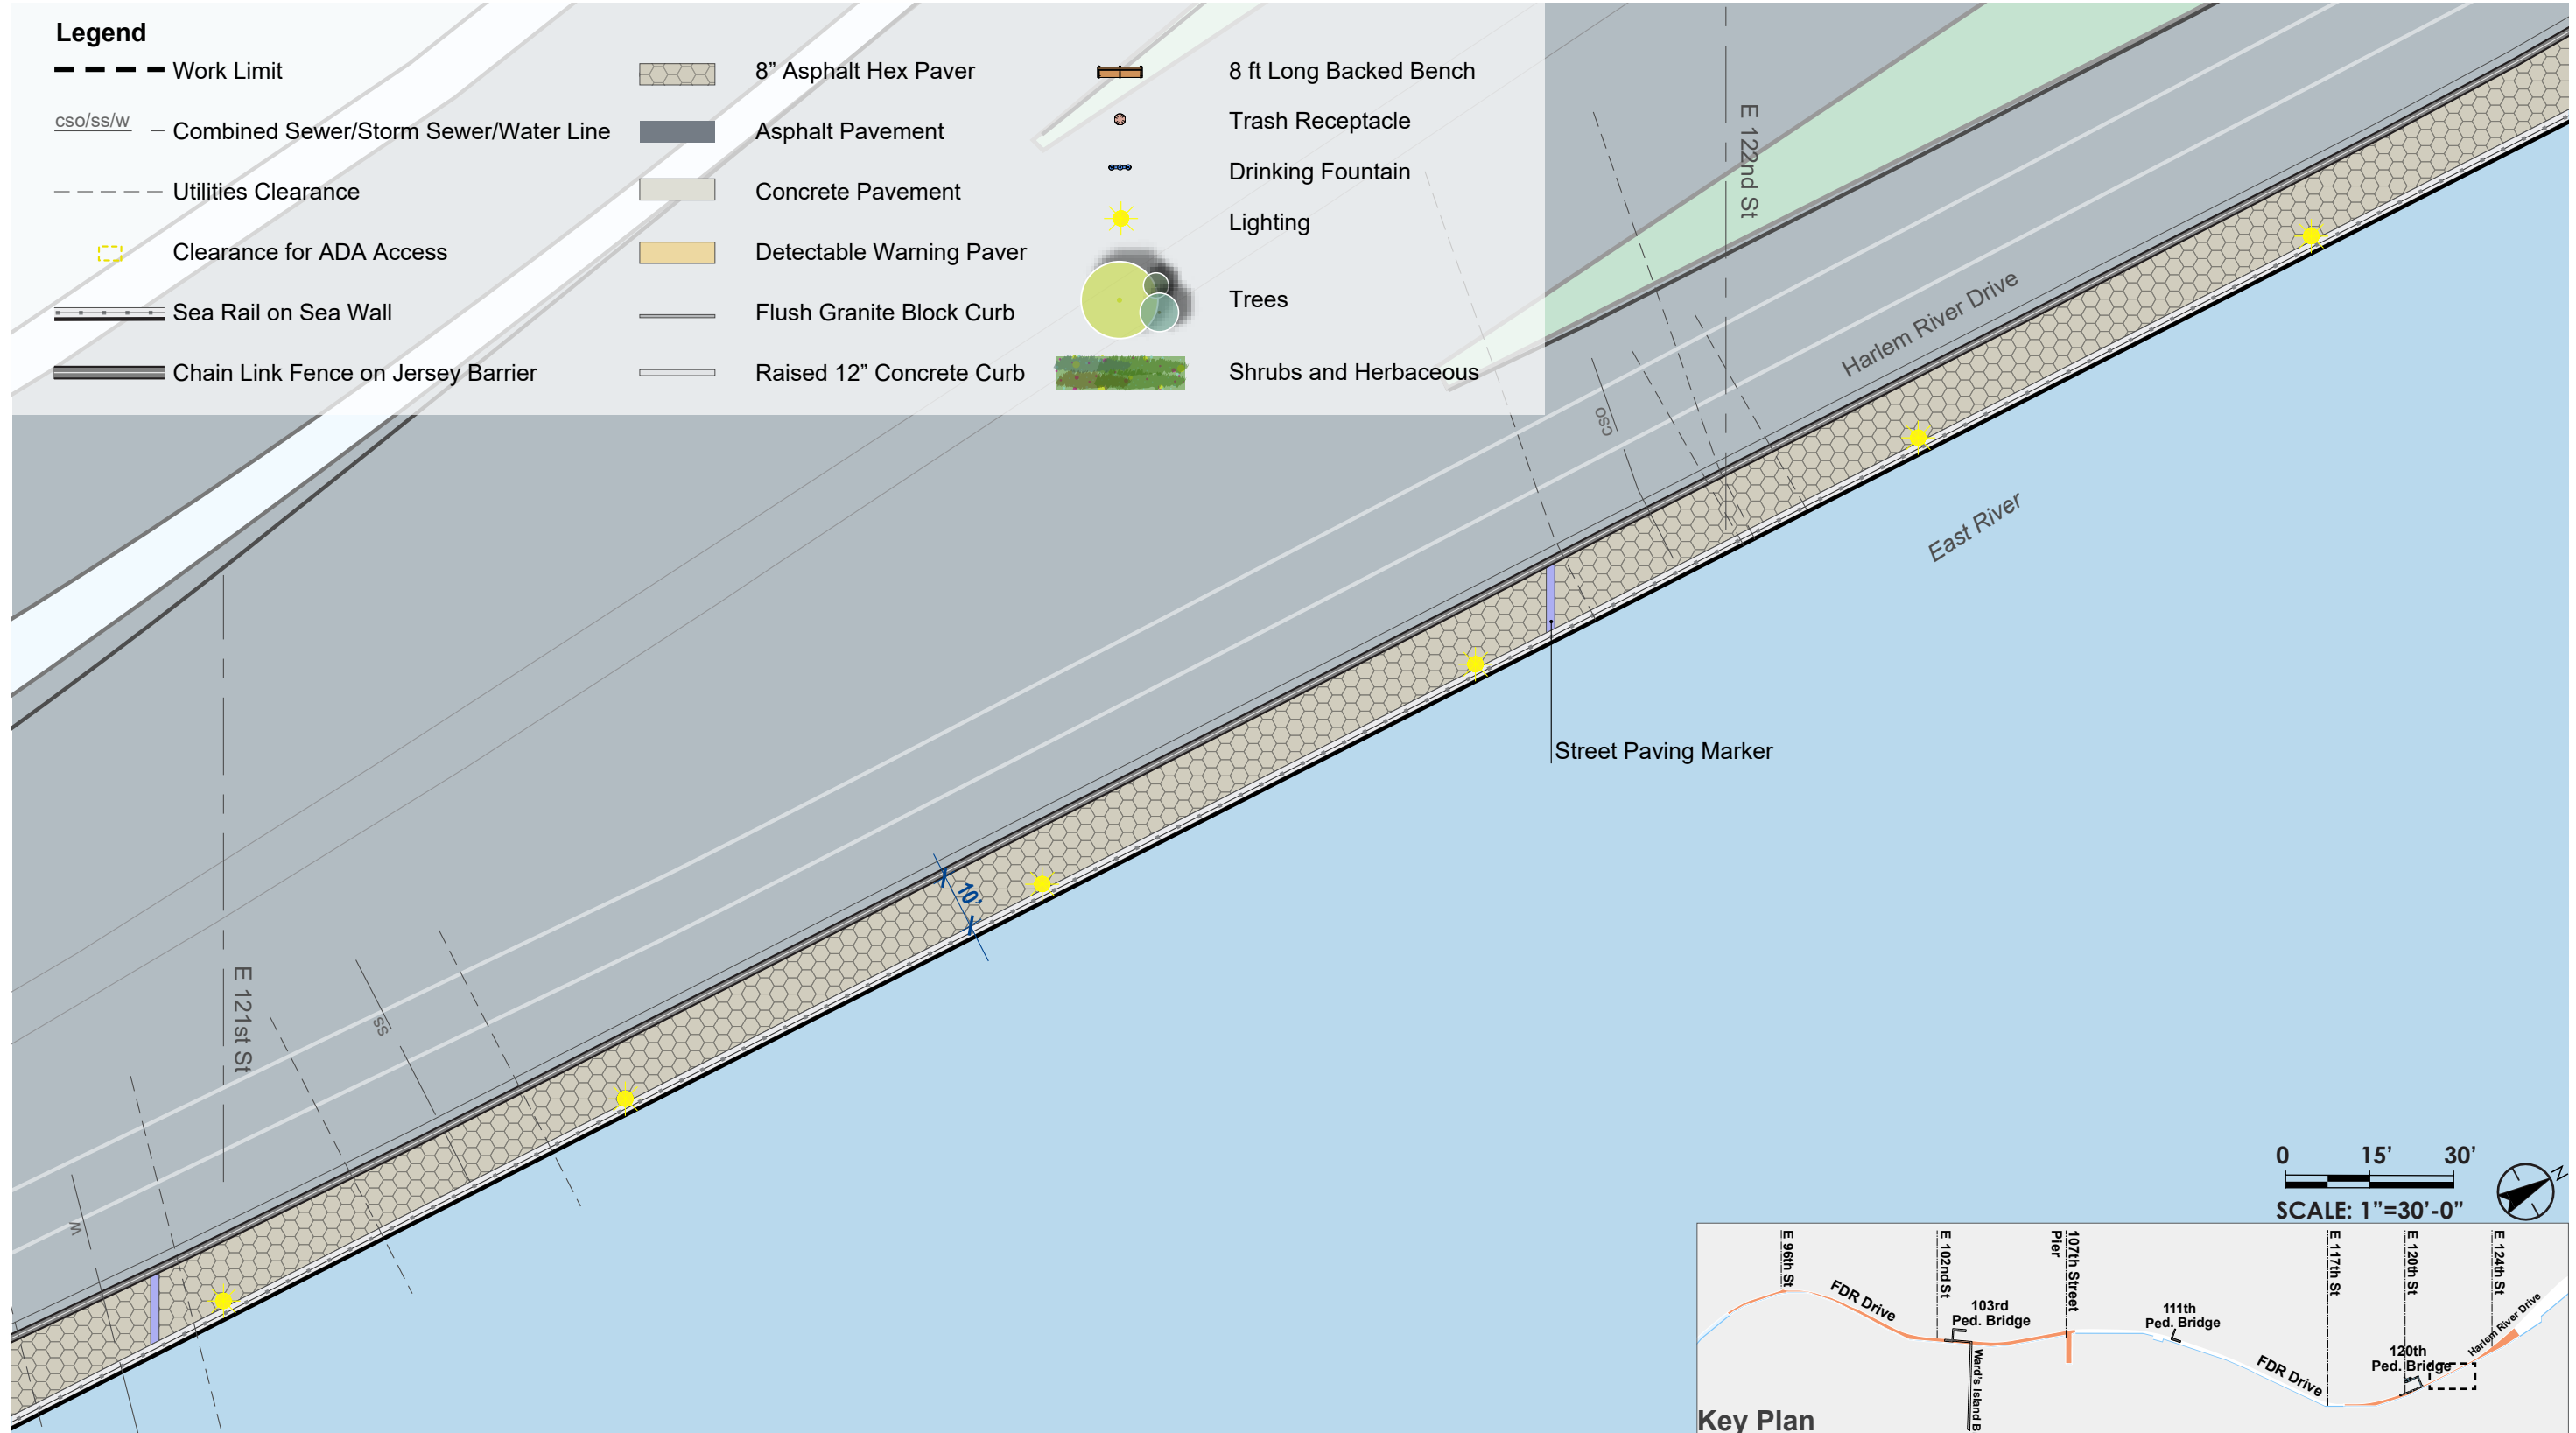 Legend
Work Limit
cso/ss/w
Combined Sewer/Storm Sewer/Water Line
Utilities Clearance
Clearance for ADA Access
Sea Rail on Sea Wall
Chain Link Fence on Jersey Barrier
8” Asphalt Hex Paver
Asphalt Pavement
Concrete Pavement
Detectable Warning Paver
Flush Granite Block Curb
Raised 12” Concrete Curb
8 ft Long Backed Bench
Trash Receptacle
Drinking Fountain
Lighting
Trees
Shrubs and Herbaceous
E 122nd St
Harlem River Drive
cso
East River
Street Paving Marker
10’
E 121st St
ss
w
0 15’ 30’
SCALE: 1”=30’-0”
N
E 96th St
FDR Drive
E 102nd St
103rd
Ped. Bridge
Ward's Island B
107th Street
Pier
111th
Ped. Bridge
FDR Drive
E 117th St
E 120th St
120th
Ped. Bridge
E 124th St
Harlem River Drive
Key Plan